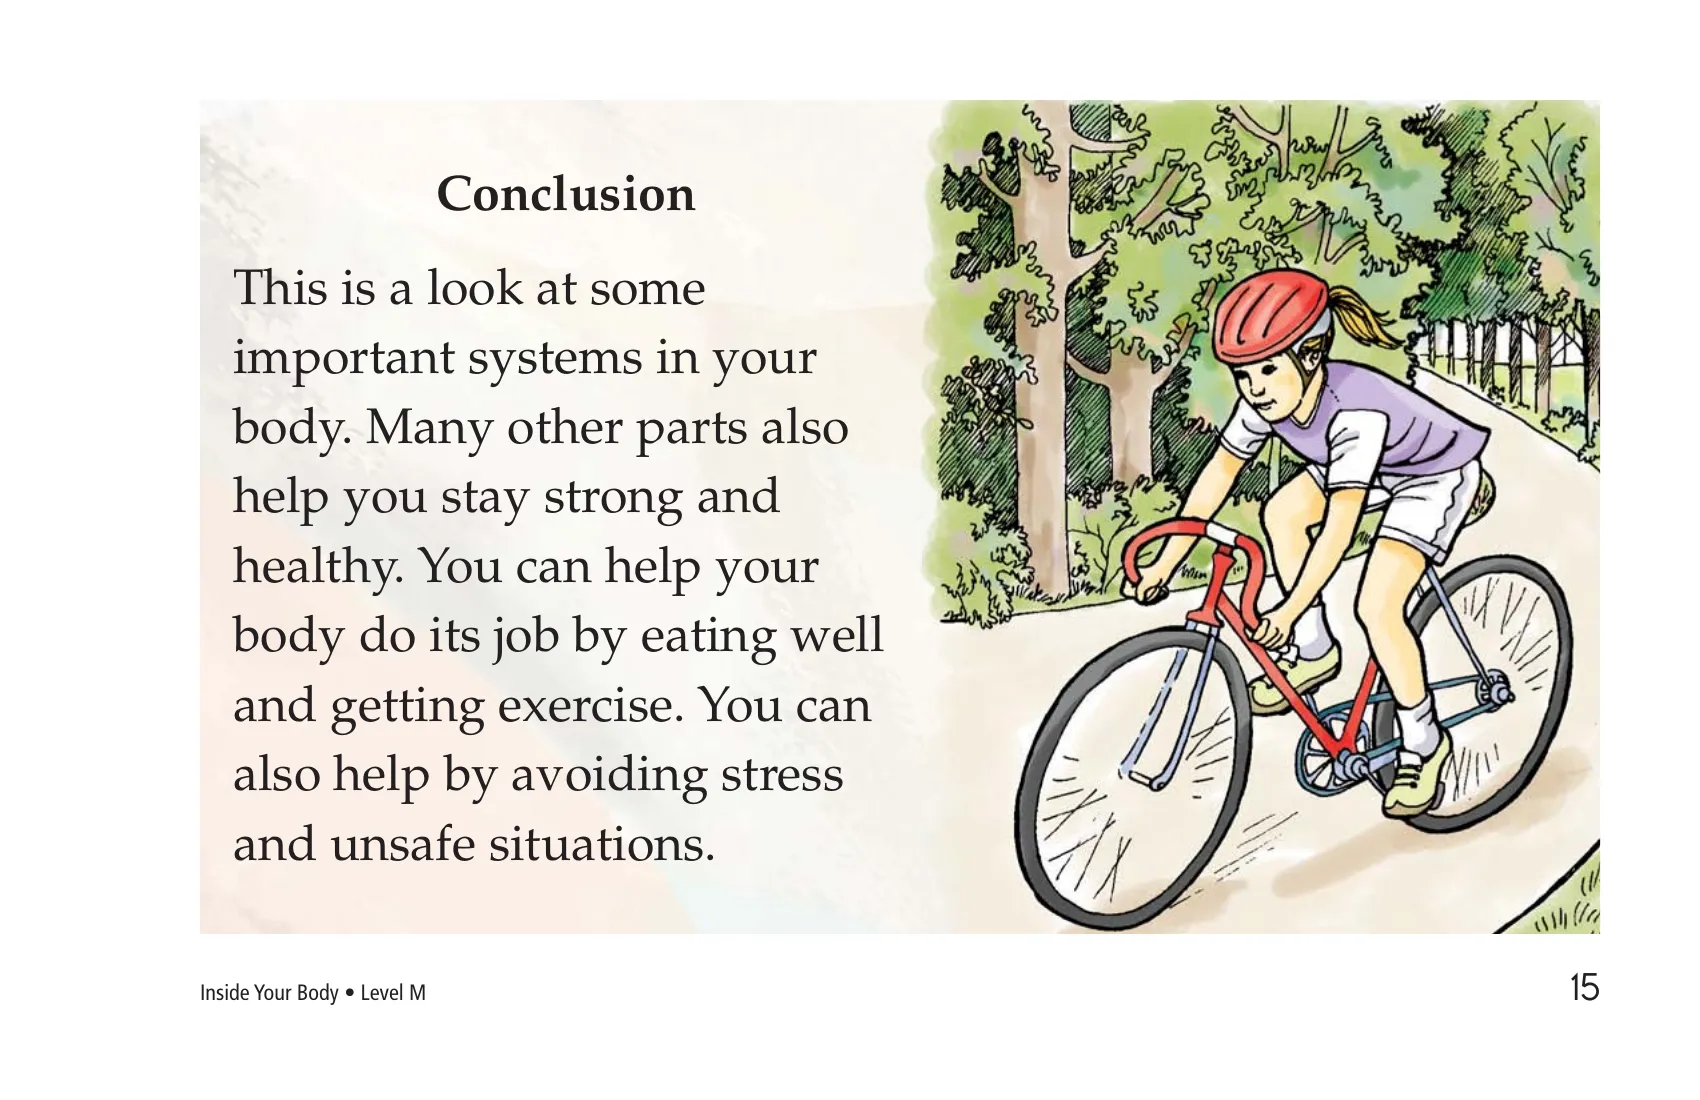 Conclusion
This is a look at some
important systems in your
body. Many other parts also
help you stay strong and
healthy. You can help your
body do its job by eating well
and getting exercise. You can
also help by avoiding stress
and unsafe situations.
Inside Your Body • Level M
15